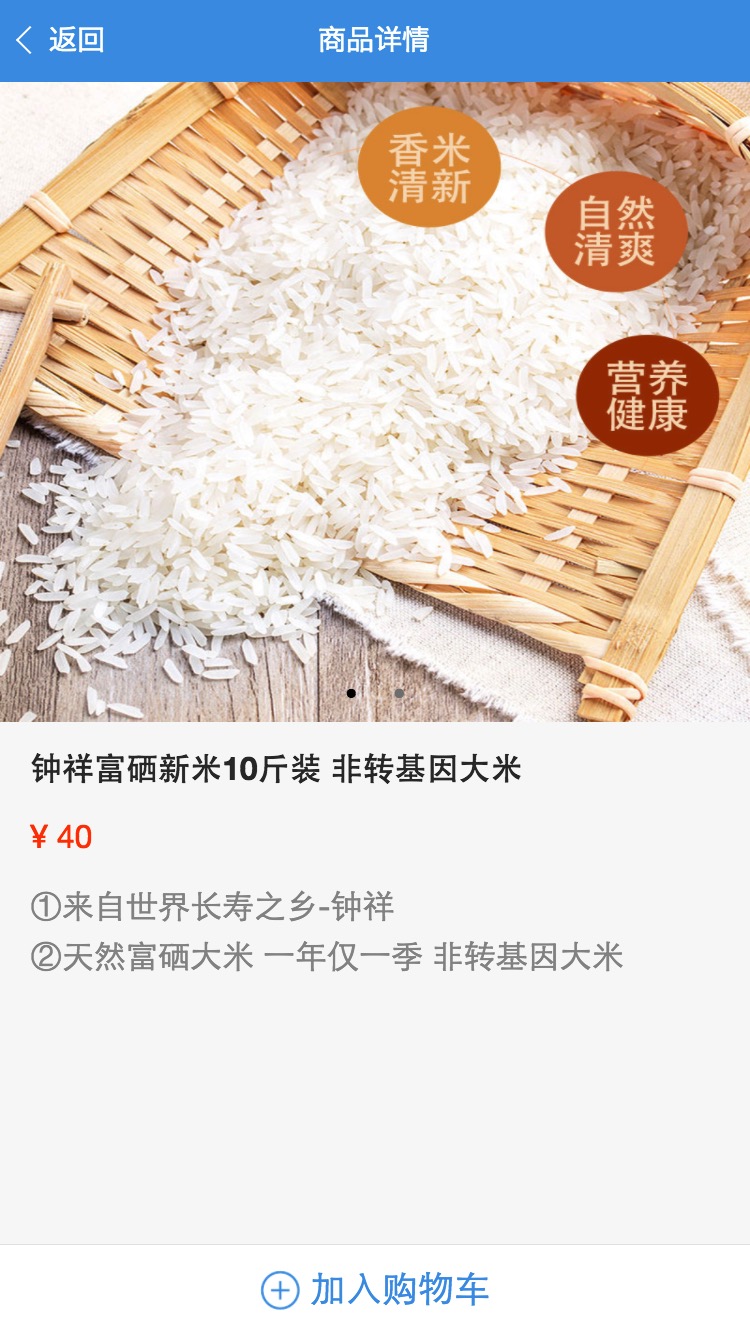 返回
商品详情
香米
清新
自然
清爽
营养
健康
钟祥富硒新米10斤装 非转基因大米
¥ 40
①来自世界长寿之乡-钟祥
②天然富硒大米 一年仅一季 非转基因大米
加入购物车